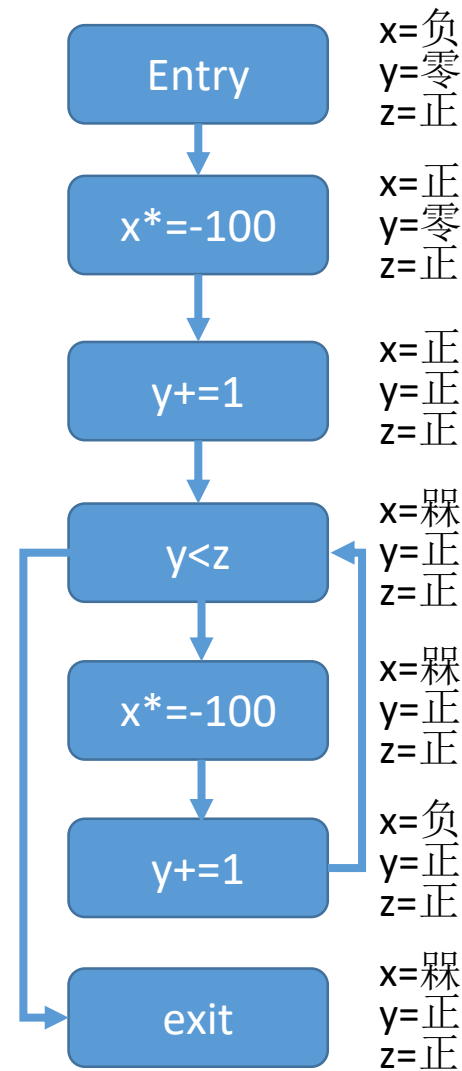 Entry
x=负
y=零
z=正
x*=-100
x=正
y=零
z=正
y+=1
x=正
y=正
z=正
y<z
x=槑
y=正
z=正
x*=-100
x=槑
y=正
z=正
y+=1
x=负
y=正
z=正
exit
x=槑
y=正
z=正